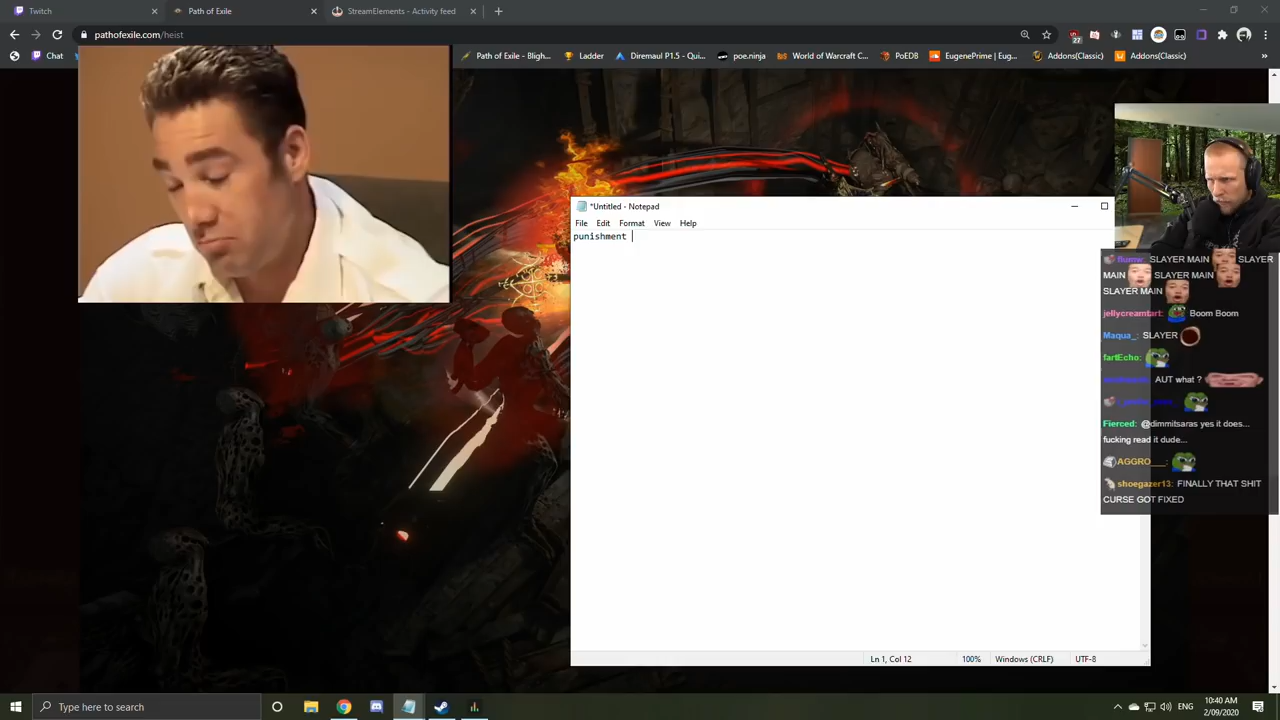 Twitch
Path of Exile
StreamElements - Activity feed
pathofexile.com/heist
27
Chat
Path of Exile - Bligh...
Ladder
Diremaul P1.5 - Qui...
poe.ninja
World of Warcraft C...
PoEDB
EugenePrime | Eug...
Addons(Classic)
Addons(Classic)
*Untitled - Notepad
File Edit Format View Help
punishment
SLAYER MAIN SLAYER
MAIN SLAYER MAIN
SLAYER MAIN
jellycreamtart: Boom Boom
Maqua_: SLAYER
fartEcho:
AUT what ?
Fierced: @dimmitsaras yes it does...
fucking read it dude...
AGGRO___:
shoegazer13: FINALLY THAT SHIT
CURSE GOT FIXED
Ln 1, Col 12
100%
Windows (CRLF)
UTF-8
Type here to search
10:40 AM
2/09/2020